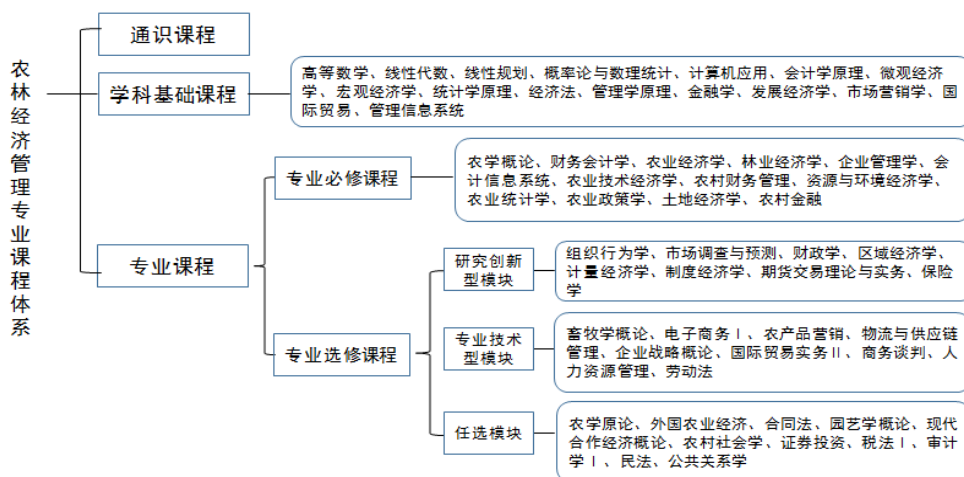 农林经济管理专业课程体系
通识课程
学科基础课程
高等数学、线性代数、线性规划、概率论与数理统计、计算机应用、会计学原理、微观经济
学、宏观经济学、统计学原理、经济法、管理学原理、金融学、发展经济学、市场营销学、国
际贸易、管理信息系统
专业课程
专业必修课程
农学概论、财务会计学、农业经济学、林业经济学、企业管理学、会
计信息系统、农业技术经济学、农村财务管理、资源与环境经济学、
农业统计学、农业政策学、土地经济学、农村金融
专业选修课程
研究创新
型模块
组织行为学、市场调查与预测、财政学、区域经济学、
计量经济学、制度经济学、期货交易理论与实务、保险
学
专业技术
型模块
畜牧学概论、电子商务Ⅰ、农产品营销、物流与供应链
管理、企业战略概论、国际贸易实务Ⅱ、商务谈判、人
力资源管理、劳动法
任选模块
农学原论、外国农业经济、合同法、园艺学概论、现代
合作经济概论、农村社会学、证券投资、税法Ⅰ、审计
学Ⅰ、民法、公共关系学